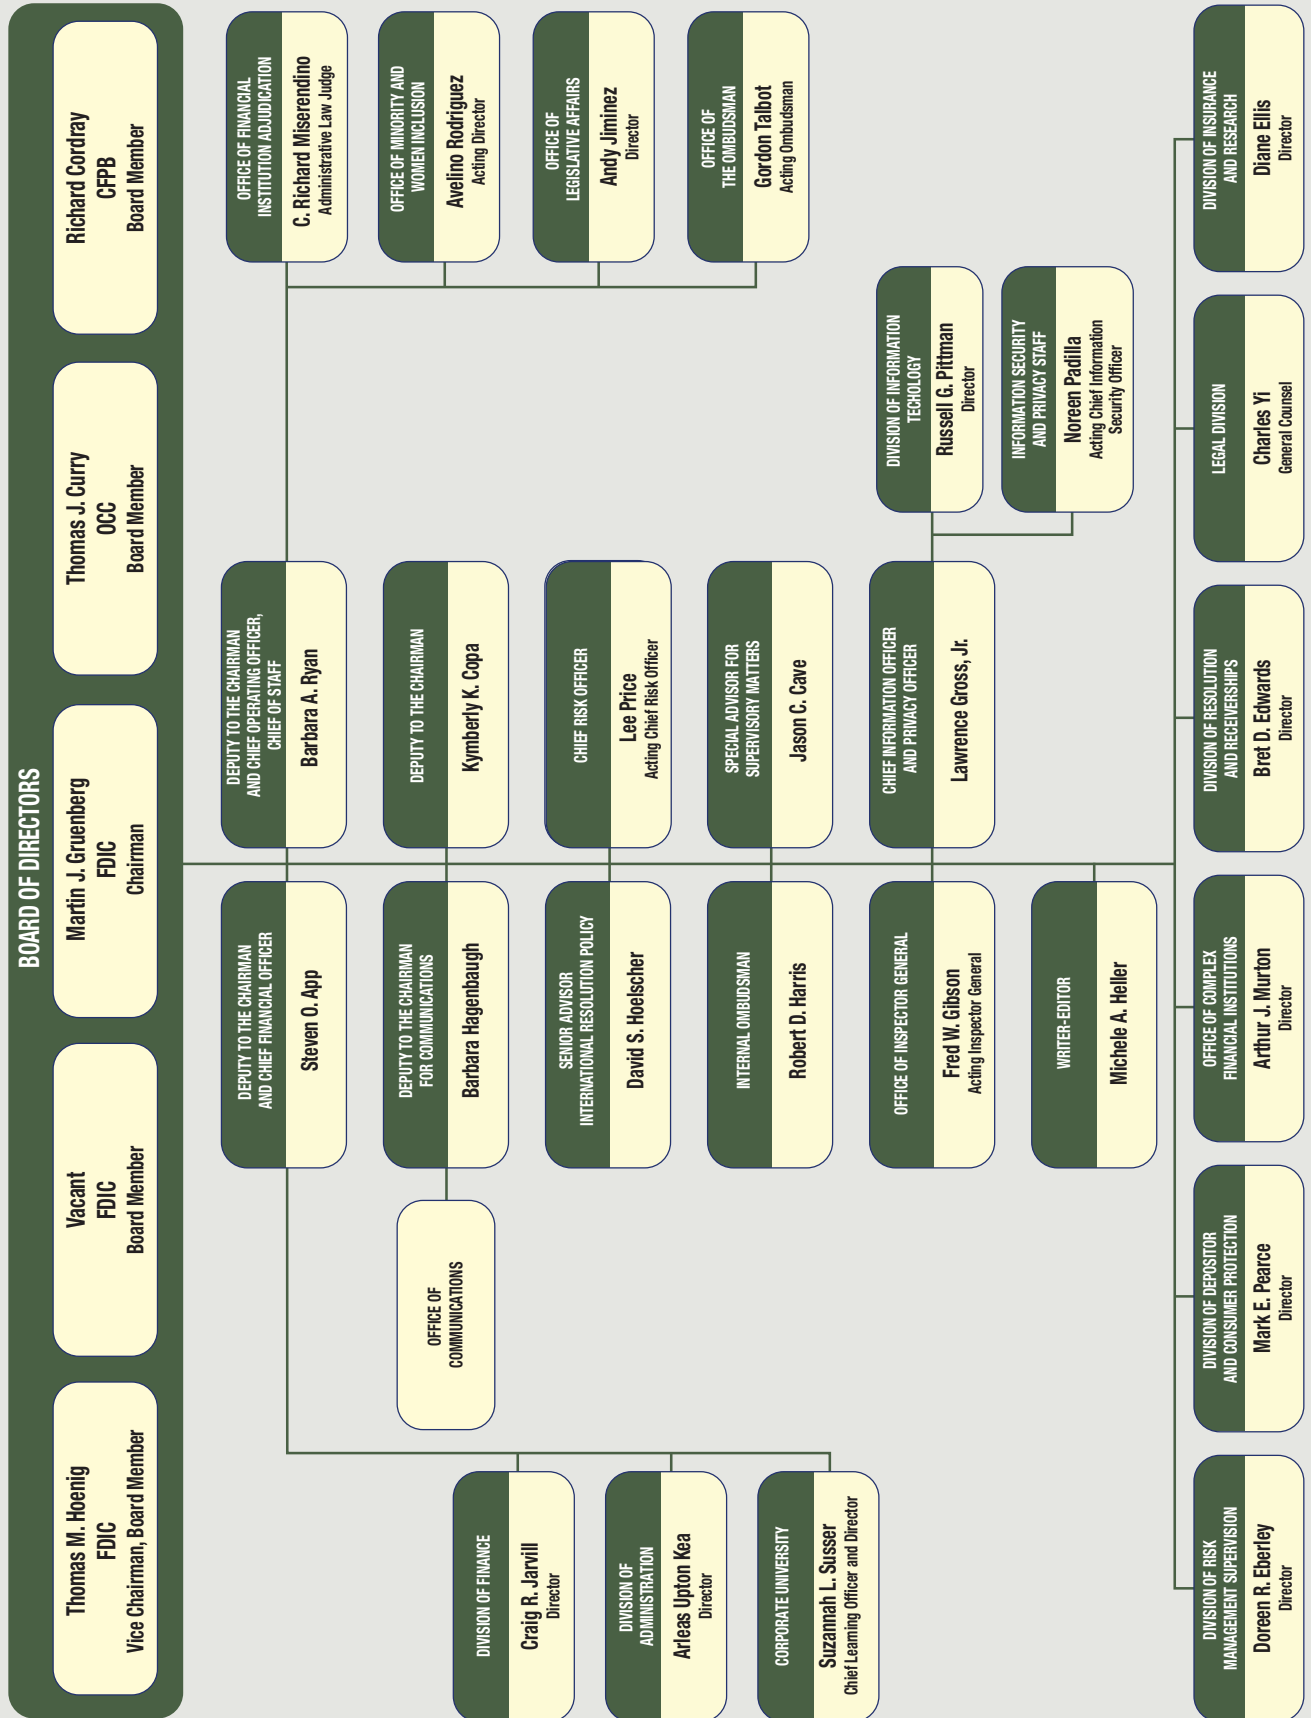 BOARD OF DIRECTORS
Thomas M. Hoenig
FDIC
Vice Chairman, Board Member
Vacant
FDIC
Board Member
Martin J. Gruenberg
FDIC
Chairman
Thomas J. Curry
OCC
Board Member
Richard Cordray
CFPB
Board Member
DEPUTY TO THE CHAIRMAN
AND CHIEF FINANCIAL OFFICER
Steven O. App
DEPUTY TO THE CHAIRMAN
AND CHIEF OPERATING OFFICER,
CHIEF OF STAFF
Barbara A. Ryan
OFFICE OF FINANCIAL
INSTITUTION ADJUDICATION
C. Richard Miserendino
Administrative Law Judge
OFFICE OF
COMMUNICATIONS
DEPUTY TO THE CHAIRMAN
FOR COMMUNICATIONS
Barbara Hagenbaugh
DEPUTY TO THE CHAIRMAN
Kymberly K. Copa
OFFICE OF MINORITY AND
WOMEN INCLUSION
Avelino Rodriguez
Acting Director
DIVISION OF FINANCE
Craig R. Jarvill
Director
SENIOR ADVISOR
INTERNATIONAL RESOLUTION POLICY
David S. Hoelscher
CHIEF RISK OFFICER
Lee Price
Acting Chief Risk Officer
OFFICE OF
LEGISLATIVE AFFAIRS
Andy Jiminez
Director
DIVISION OF
ADMINISTRATION
Arleas Upton Kea
Director
INTERNAL OMBUDSMAN
Robert D. Harris
SPECIAL ADVISOR FOR
SUPERVISORY MATTERS
Jason C. Cave
OFFICE OF
THE OMBUDSMAN
Gordon Talbot
Acting Ombudsman
CORPORATE UNIVERSITY
Suzannah L. Susser
Chief Learning Officer and Director
OFFICE OF INSPECTOR GENERAL
Fred W. Gibson
Acting Inspector General
CHIEF INFORMATION OFFICER
AND PRIVACY OFFICER
Lawrence Gross, Jr.
DIVISION OF INFORMATION
TECHOLOGY
Russell G. Pittman
Director
INFORMATION SECURITY
AND PRIVACY STAFF
Noreen Padilla
Acting Chief Information
Security Officer
WRITER-EDITOR
Michele A. Heller
DIVISION OF RISK
MANAGEMENT SUPERVISION
Doreen R. Eberley
Director
DIVISION OF DEPOSITOR
AND CONSUMER PROTECTION
Mark E. Pearce
Director
OFFICE OF COMPLEX
FINANCIAL INSTITUTIONS
Arthur J. Murton
Director
DIVISION OF RESOLUTION
AND RECEIVERSHIPS
Bret D. Edwards
Director
LEGAL DIVISION
Charles Yi
General Counsel
DIVISION OF INSURANCE
AND RESEARCH
Diane Ellis
Director